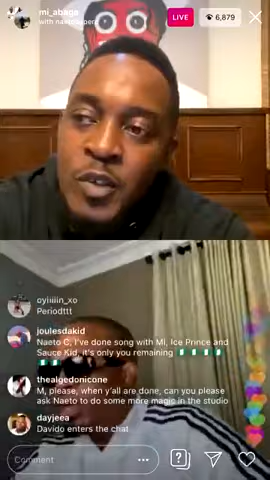 mi_abaga
with naetosupera
LIVE
6,879
oyiiiiin_xo
Periodttt
joulesdakid
Naeto C, I've done song with Mi, Ice Prince and
Sauce Kid, it's only you remaining
thealgedonicone
M, please, when y'all are done, can you please
ask Naeto to do some more magic in the studio
dayjeea
Davido enters the chat
Comment